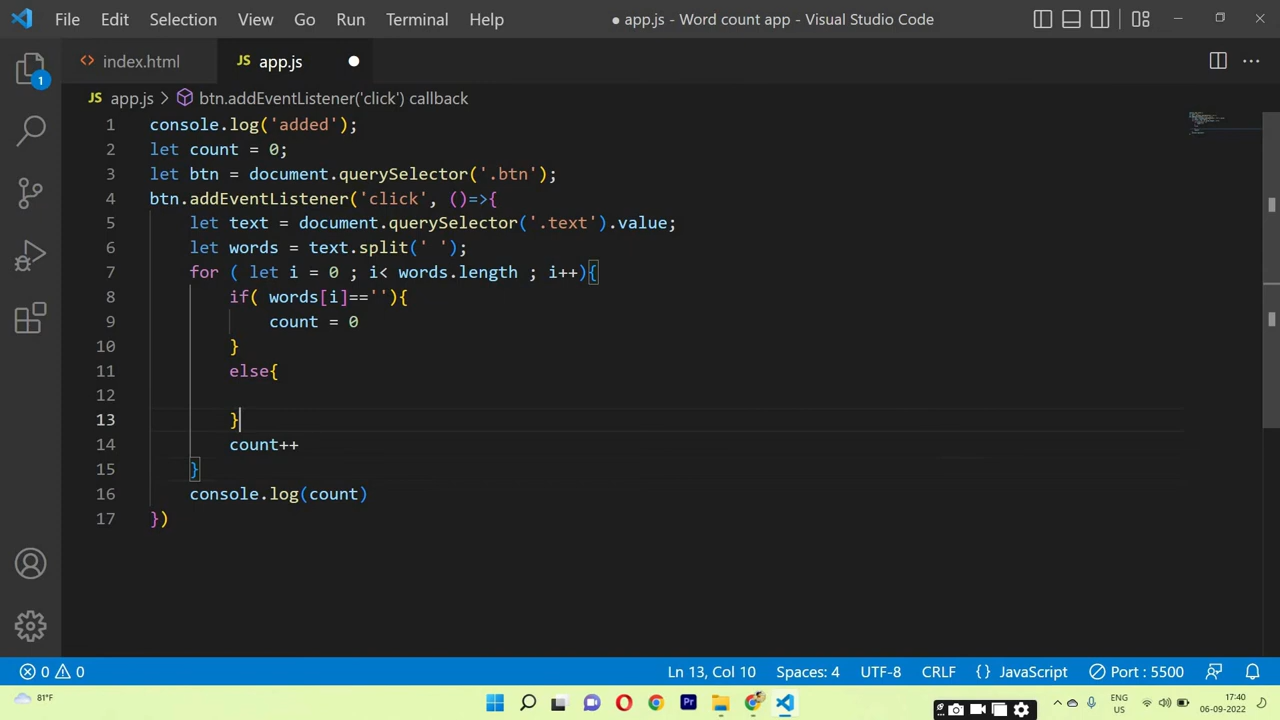 File Edit Selection View Go Run Terminal Help ● app.js - Word count app - Visual Studio Code
index.html JS app.js
1
JS app.js > btn.addEventListener('click') callback
1 console.log('added');
2 let count = 0;
3 let btn = document.querySelector('.btn');
4 btn.addEventListener('click', ()=>{
5 let text = document.querySelector('.text').value;
6 let words = text.split(' ');
7 for ( let i = 0 ; i< words.length ; i++){
8 if( words[i]==''){
9 count = 0
10 }
11 else{
12
13 }
14 count++
15 }
16 console.log(count)
17 })
0 0 Ln 13, Col 10 Spaces: 4 UTF-8 CRLF {} JavaScript Port : 5500
81°F Pr ENG 17:40
US 06-09-2022